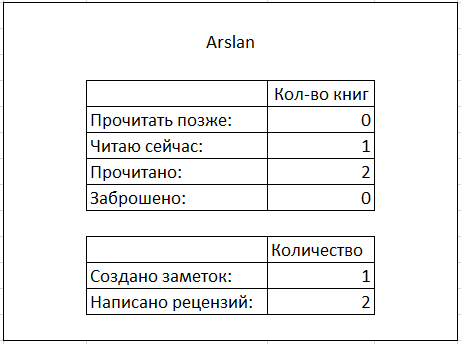 Arslan
Кол-во книг
Прочитать позже: 0
Читаю сейчас: 1
Прочитано: 2
Заброшено: 0
Количество
Создано заметок: 1
Написано рецензий: 2